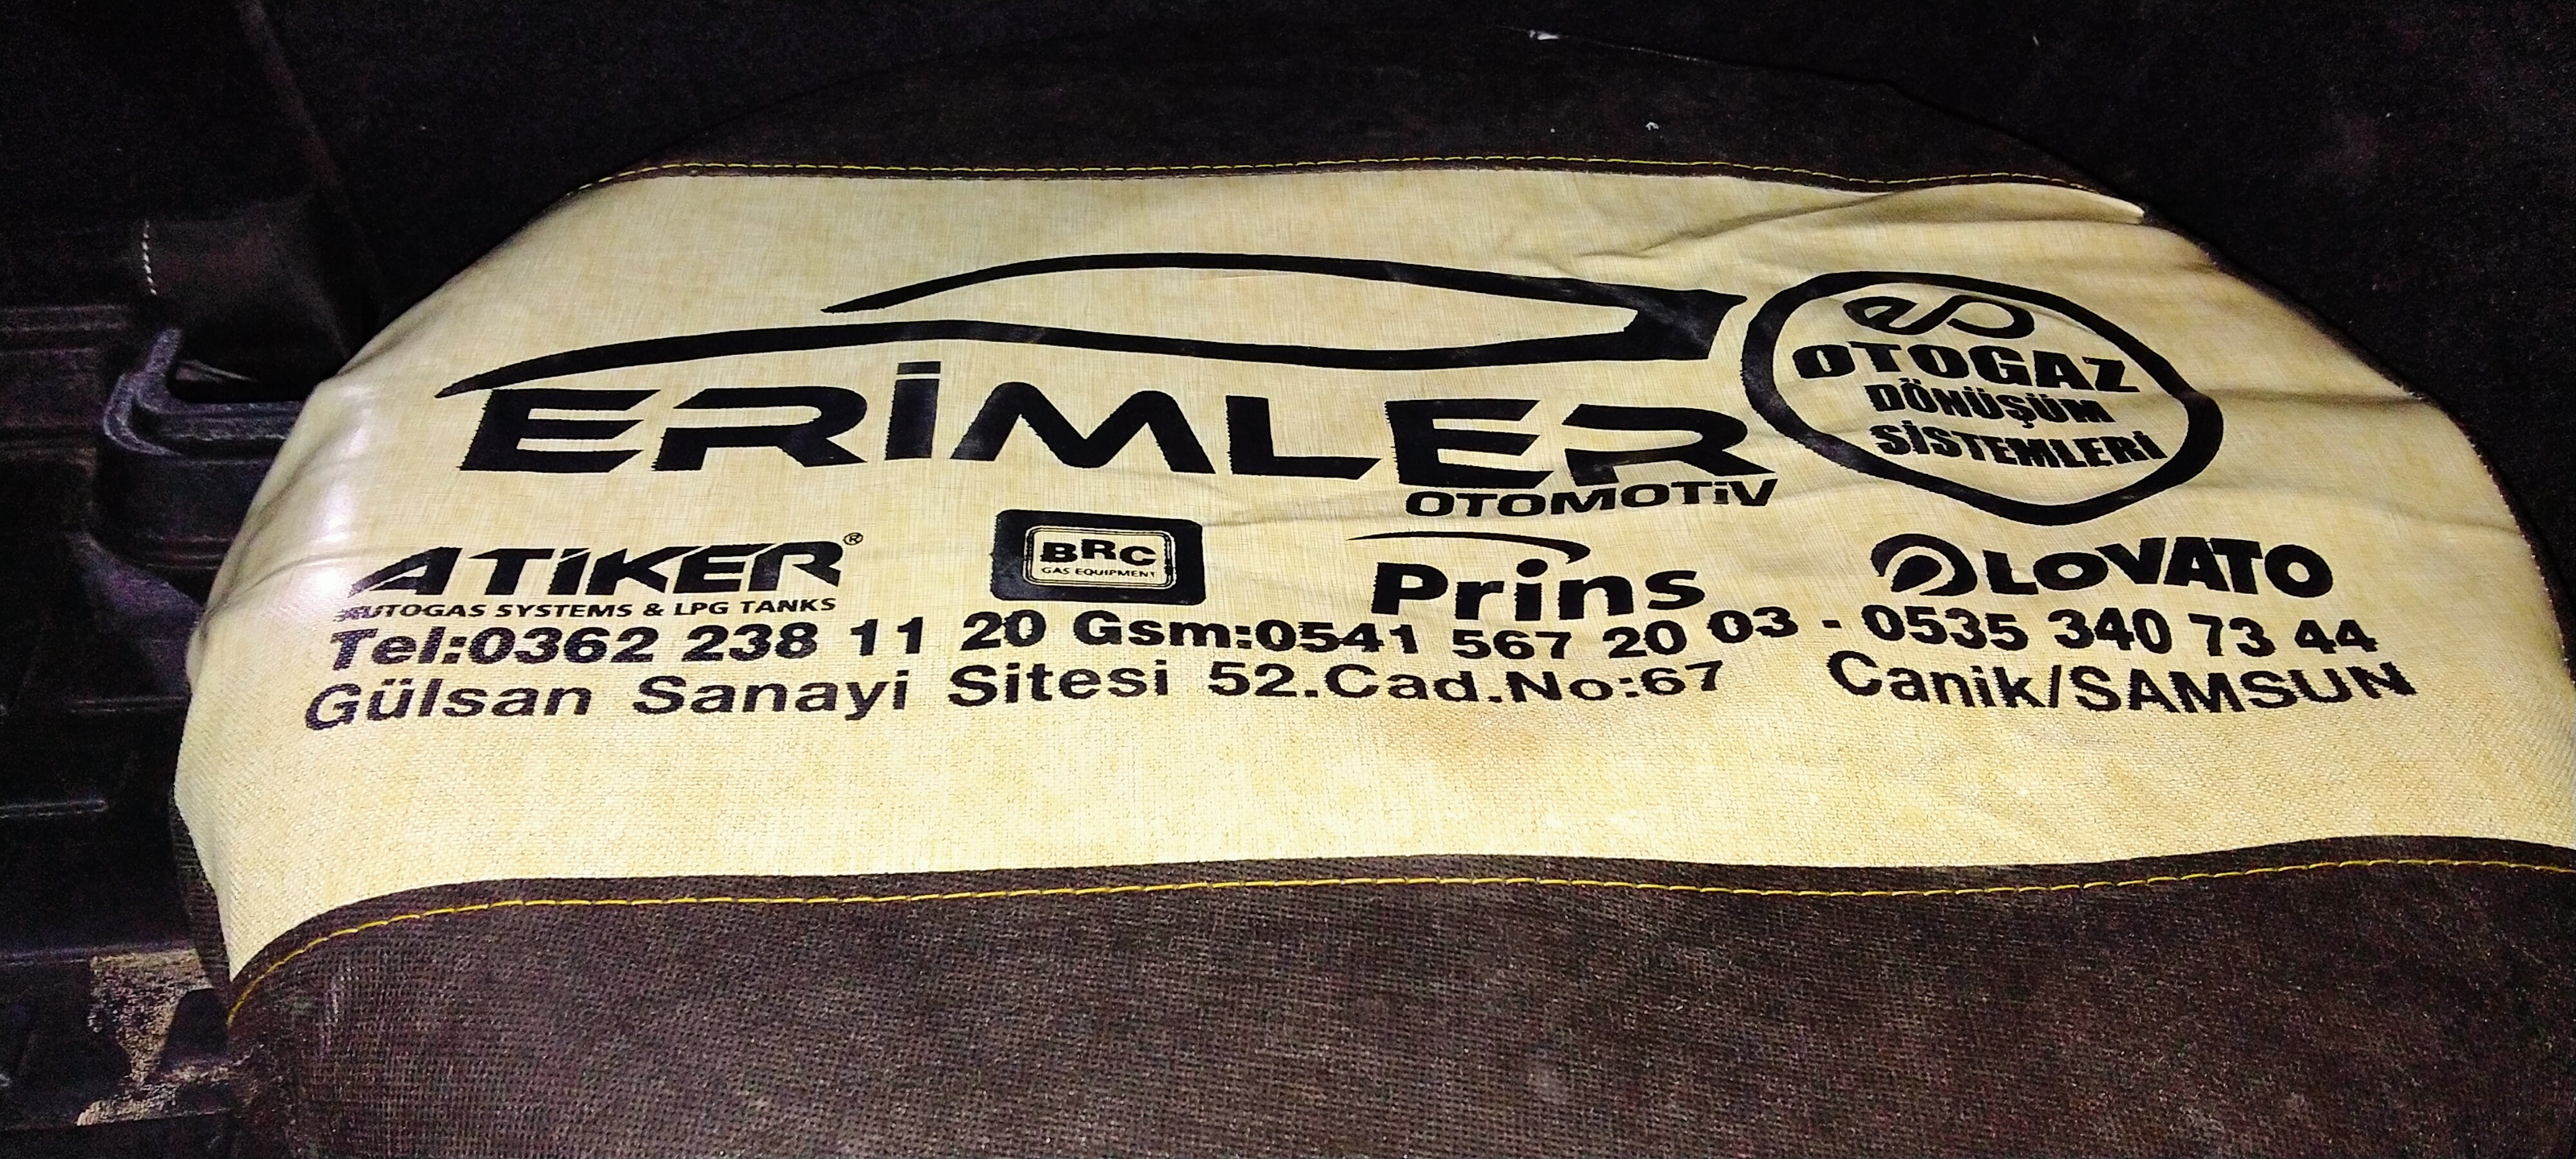 ERİMLER
OTOMOTİV
eo
OTOGAZ
DÖNÜŞÜM
SİSTEMLERİ
ATİKER®
AUTOGAS SYSTEMS & LPG TANKS
BRC
GAS EQUIPMENT
Prins
LOVATO
Tel:0362 238 11 20 Gsm:0541 567 20 03 - 0535 340 73 44
Gülsan Sanayi Sitesi 52.Cad.No:67 Canik/SAMSUN